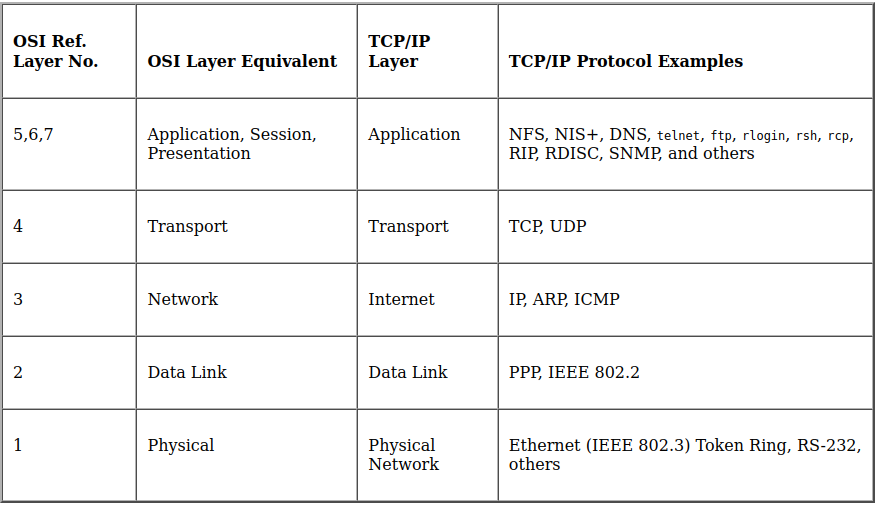 OSI Ref.
Layer No.
OSI Layer Equivalent
TCP/IP
Layer
TCP/IP Protocol Examples
5,6,7
Application, Session,
Presentation
Application
NFS, NIS+, DNS, telnet, ftp, rlogin, rsh, rcp,
RIP, RDISC, SNMP, and others
4
Transport
Transport
TCP, UDP
3
Network
Internet
IP, ARP, ICMP
2
Data Link
Data Link
PPP, IEEE 802.2
1
Physical
Physical
Network
Ethernet (IEEE 802.3) Token Ring, RS-232,
others